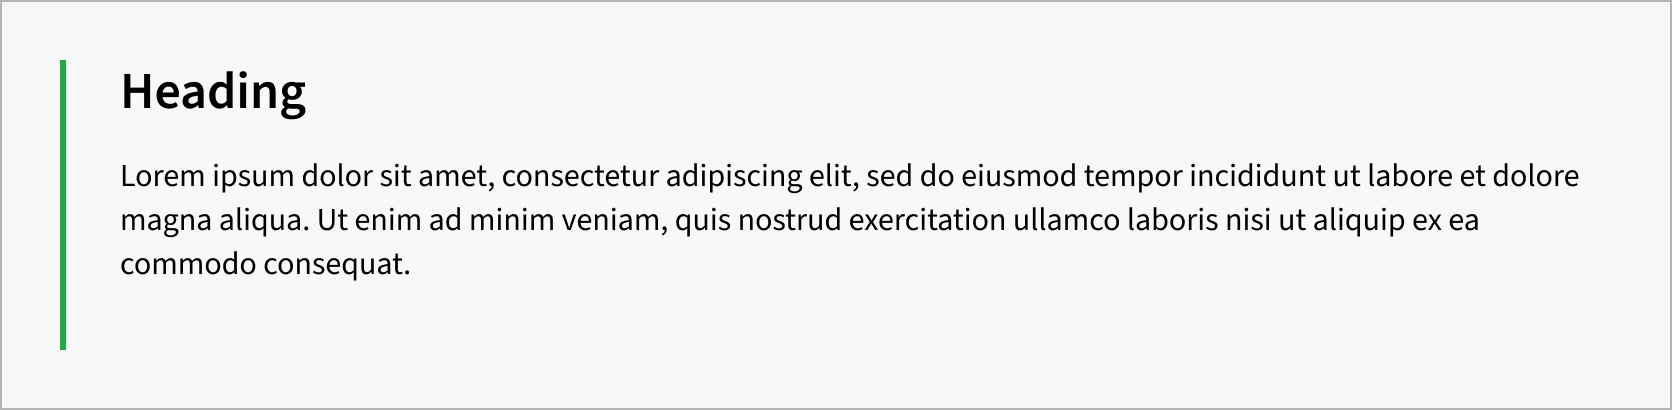 Heading
Lorem ipsum dolor sit amet, consectetur adipiscing elit, sed do eiusmod tempor incididunt ut labore et dolore
magna aliqua. Ut enim ad minim veniam, quis nostrud exercitation ullamco laboris nisi ut aliquip ex ea
commodo consequat.